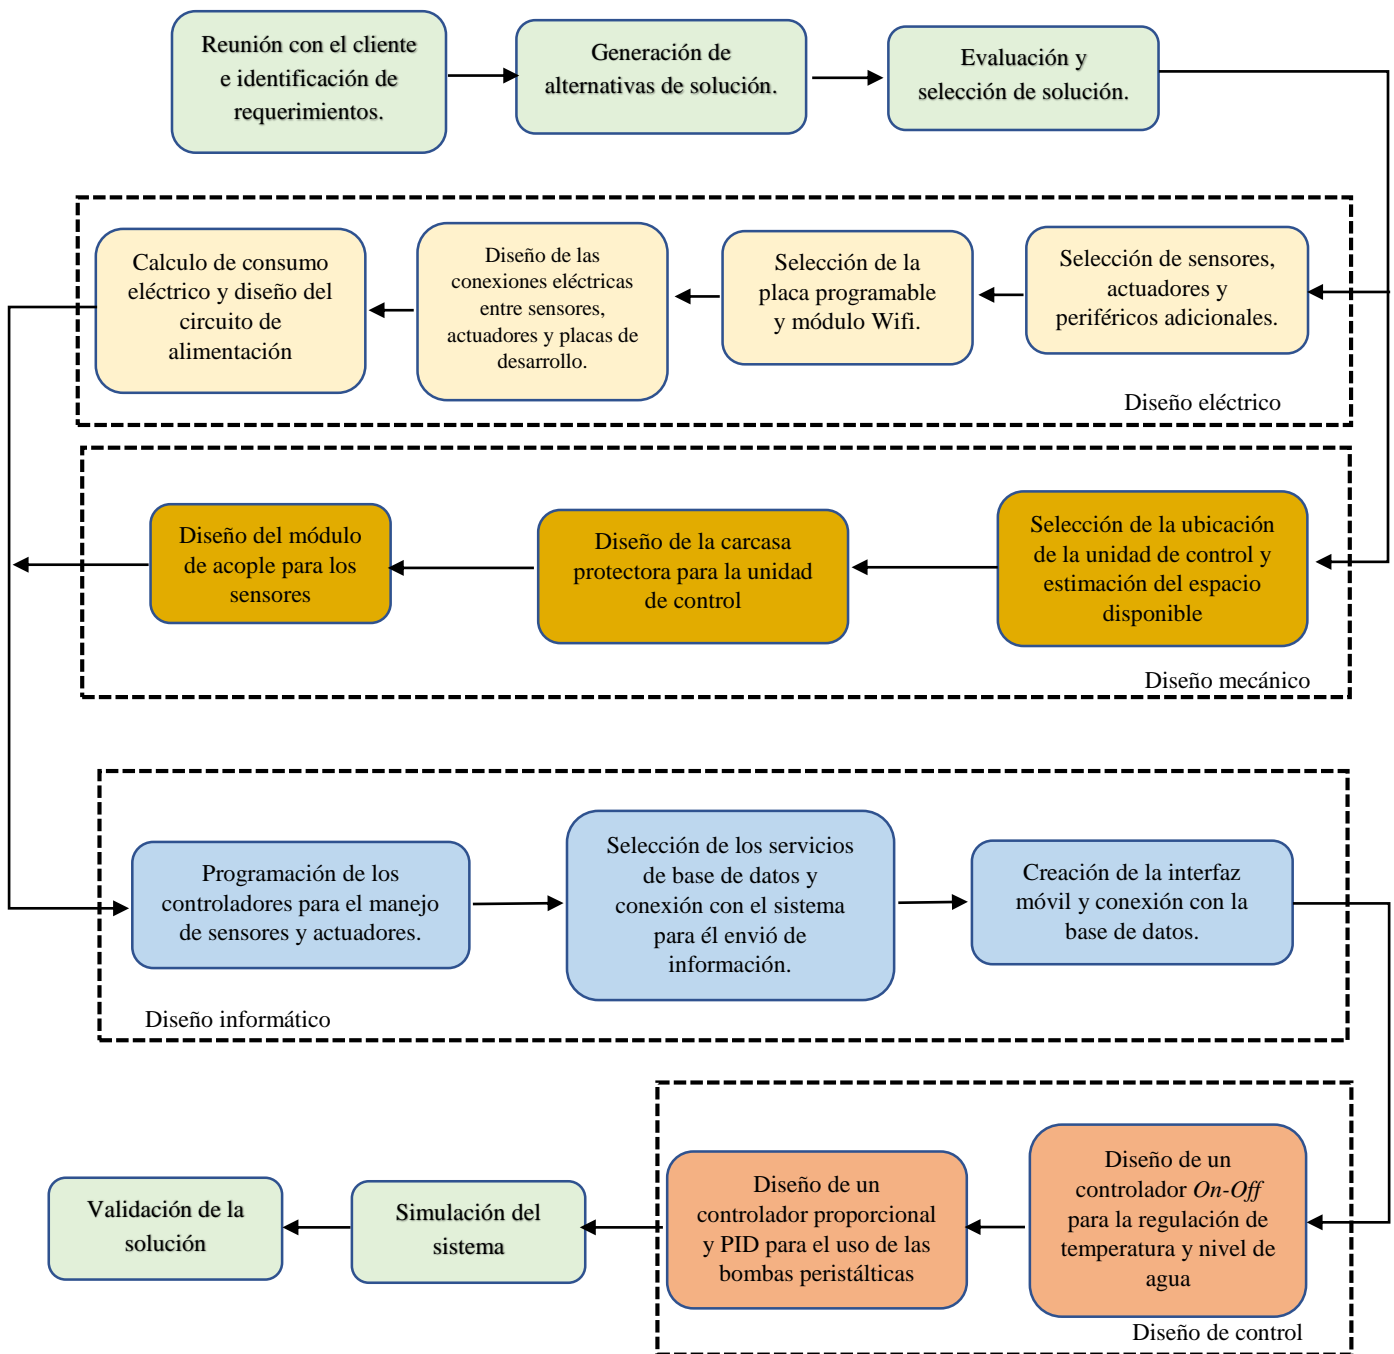 Reunión con el cliente
e identificación de
requerimientos.
Generación de
alternativas de solución.
Evaluación y
selección de solución.
Selección de sensores,
actuadores y
periféricos adicionales.
Selección de la
placa programable
y módulo Wifi.
Diseño de las
conexiones eléctricas
entre sensores,
actuadores y placas de
desarrollo.
Calculo de consumo
eléctrico y diseño del
circuito de
alimentación
Diseño eléctrico
Selección de la ubicación
de la unidad de control y
estimación del espacio
disponible
Diseño de la carcasa
protectora para la unidad
de control
Diseño del módulo
de acople para los
sensores
Diseño mecánico
Programación de los
controladores para el manejo
de sensores y actuadores.
Selección de los servicios
de base de datos y
conexión con el sistema
para él envió de
información.
Creación de la interfaz
móvil y conexión con la
base de datos.
Diseño informático
Diseño de un
controlador On-Off
para la regulación de
temperatura y nivel de
agua
Diseño de un
controlador proporcional
y PID para el uso de las
bombas peristálticas
Diseño de control
Simulación del
sistema
Validación de la
solución